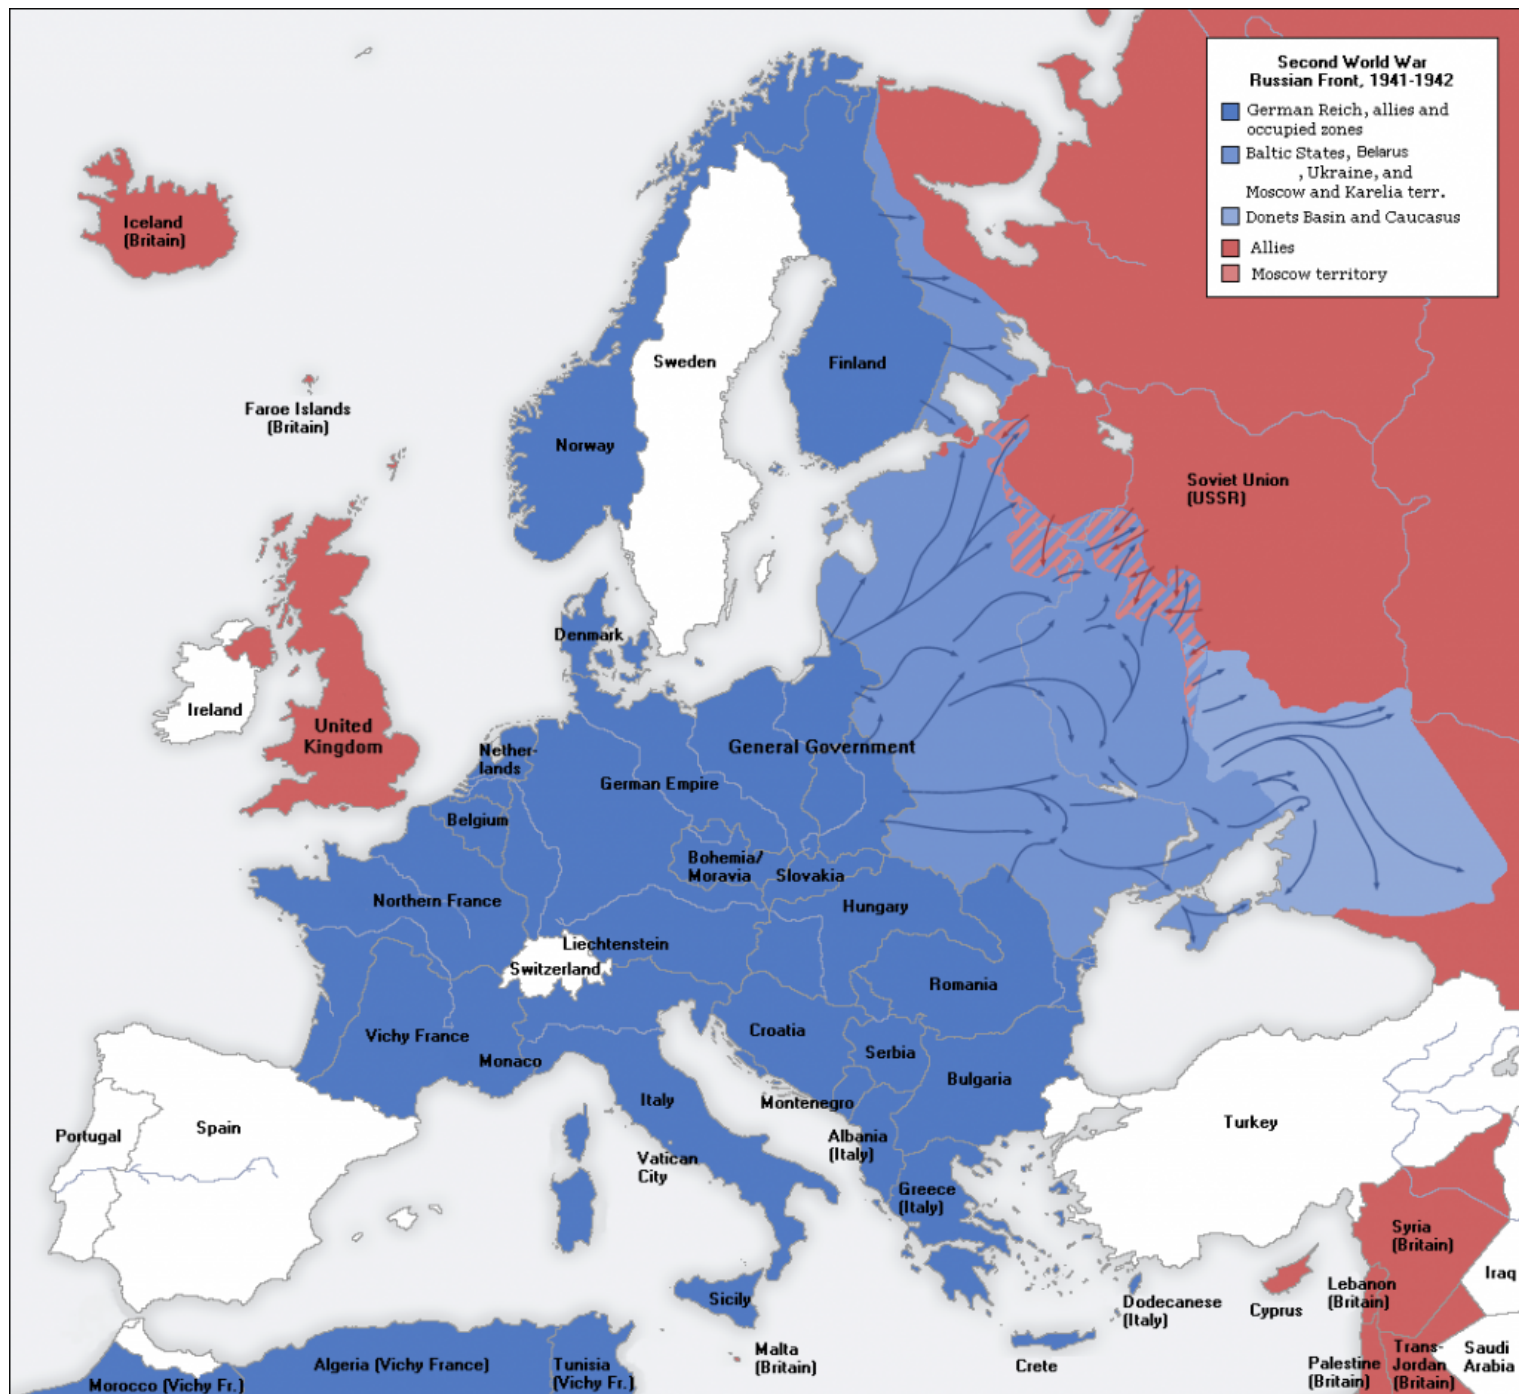 Second World War
Russian Front, 1941-1942
German Reich, allies and
occupied zones
Baltic States, Belarus
, Ukraine, and
Moscow and Karelia terr.
Donets Basin and Caucasus
Allies
Moscow territory
Iceland
(Britain)
Faroe Islands
(Britain)
Sweden
Finland
Norway
Soviet Union
(USSR)
Denmark
Ireland
United
Kingdom
Nether-
lands
General Government
German Empire
Belgium
Bohemia/
Moravia
Slovakia
Northern France
Hungary
Liechtenstein
Switzerland
Romania
Vichy France
Monaco
Croatia
Serbia
Bulgaria
Italy
Montenegro
Portugal
Spain
Albania
(Italy)
Turkey
Vatican
City
Greece
(Italy)
Syria
(Britain)
Iraq
Sicily
Dodecanese
(Italy)
Cyprus
Lebanon
(Britain)
Malta
(Britain)
Crete
Palestine
(Britain)
Trans-
Jordan
(Britain)
Saudi
Arabia
Morocco (Vichy Fr.)
Algeria (Vichy France)
Tunisia
(Vichy Fr.)